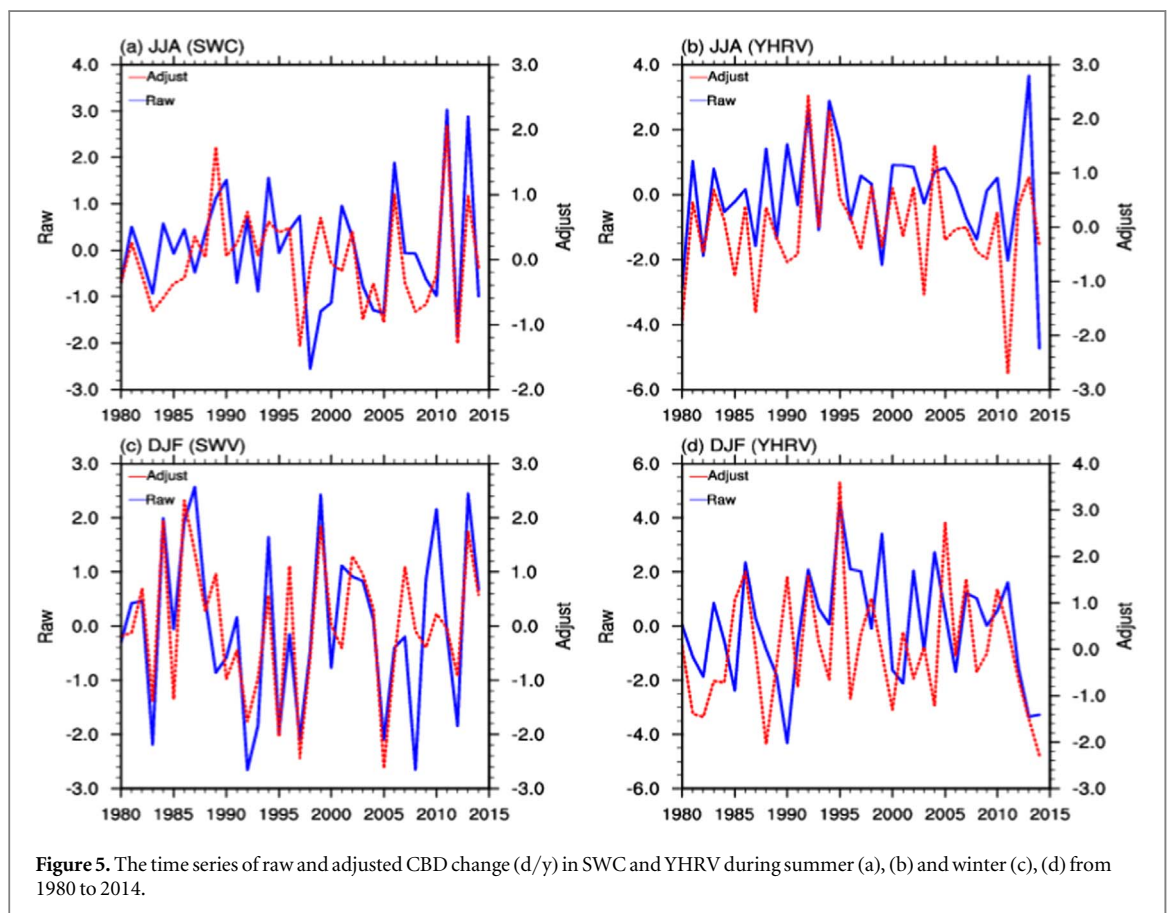 (a) JJA (SWC)
4.0
3.0
2.0
1.0
0.0
-1.0
-2.0
-3.0
Raw
Adjust
Raw
3.0
2.0
1.0
0.0
-1.0
-2.0
Adjust
1980 1985 1990 1995 2000 2005 2010 2015
(b) JJA (YHRV)
4.0
2.0
0.0
-2.0
-4.0
-6.0
Raw
Adjust
Raw
3.0
2.0
1.0
0.0
-1.0
-2.0
-3.0
Adjust
1980 1985 1990 1995 2000 2005 2010 2015
(c) DJF (SWV)
3.0
2.0
1.0
0.0
-1.0
-2.0
-3.0
Raw
Adjust
Raw
3.0
2.0
1.0
0.0
-1.0
-2.0
-3.0
Adjust
1980 1985 1990 1995 2000 2005 2010 2015
(d) DJF (YHRV)
6.0
4.0
2.0
0.0
-2.0
-4.0
-6.0
Raw
Adjust
Raw
4.0
3.0
2.0
1.0
0.0
-1.0
-2.0
-3.0
Adjust
1980 1985 1990 1995 2000 2005 2010 2015
Figure 5. The time series of raw and adjusted CBD change (d/y) in SWC and YHRV during summer (a), (b) and winter (c), (d) from
1980 to 2014.